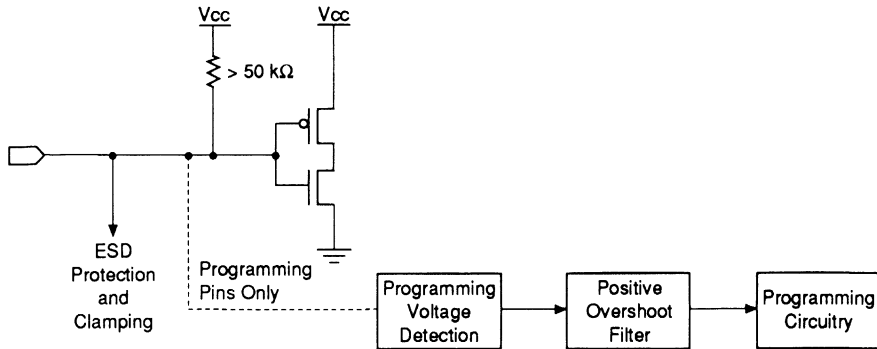 Vcc
Vcc
> 50 kΩ
ESD
Protection
and
Clamping
Programming
Pins Only
Programming
Voltage
Detection
Positive
Overshoot
Filter
Programming
Circuitry